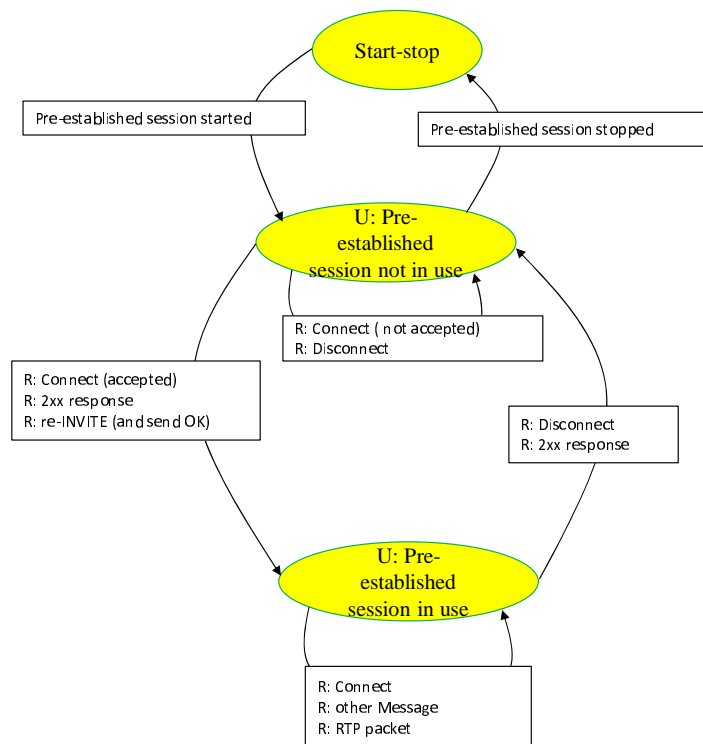 Start-stop
Pre-established session started
Pre-established session stopped
U: Pre-
established
session not in use
R: Connect ( not accepted)
R: Disconnect
R: Connect (accepted)
R: 2xx response
R: re-INVITE (and send OK)
R: Disconnect
R: 2xx response
U: Pre-
established
session in use
R: Connect
R: other Message
R: RTP packet